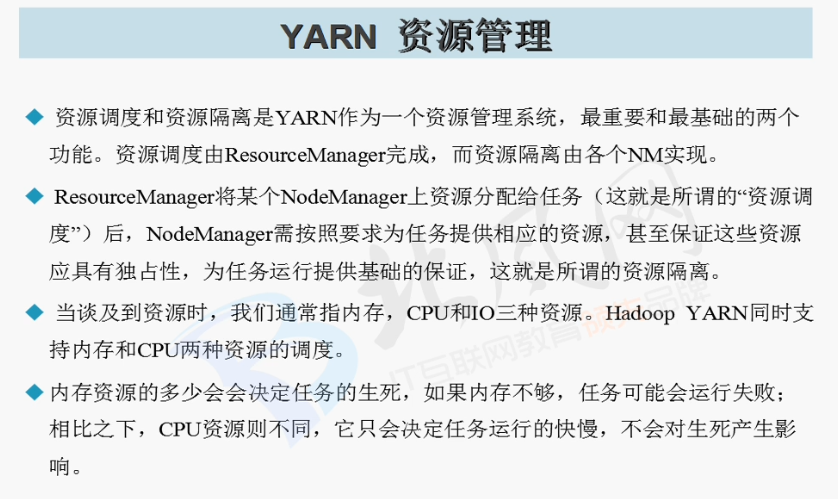 YARN 资源管理
资源调度和资源隔离是YARN作为一个资源管理系统，最重要和最基础的两个
功能。资源调度由ResourceManager完成，而资源隔离由各个NM实现。
ResourceManager将某个NodeManager上资源分配给任务（这就是所谓的“资源调
度”）后，NodeManager需按照要求为任务提供相应的资源，甚至保证这些资源
应具有独占性，为任务运行提供基础的保证，这就是所谓的资源隔离。
当谈及到资源时，我们通常指内存，CPU和IO三种资源。Hadoop YARN同时支
持内存和CPU两种资源的调度。
内存资源的多少会会决定任务的生死，如果内存不够，任务可能会运行失败；
相比之下，CPU资源则不同，它只会决定任务运行的快慢，不会对生死产生影
响。
北风网
IT互联网教育领先品牌